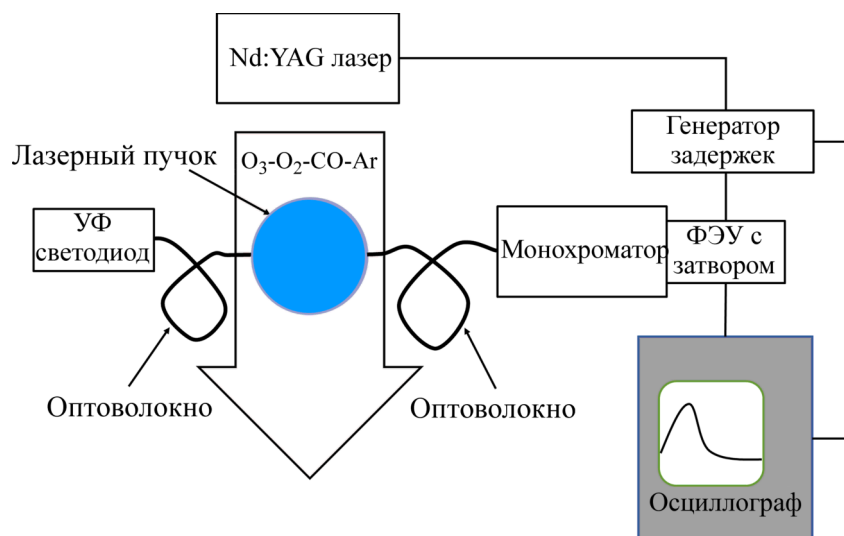 Nd:YAG лазер
Генератор
задержек
Лазерный пучок
O₃-O₂-CO-Ar
УФ
светодиод
Монохроматор
ФЭУ с
затвором
Оптоволокно
Оптоволокно
Осциллограф